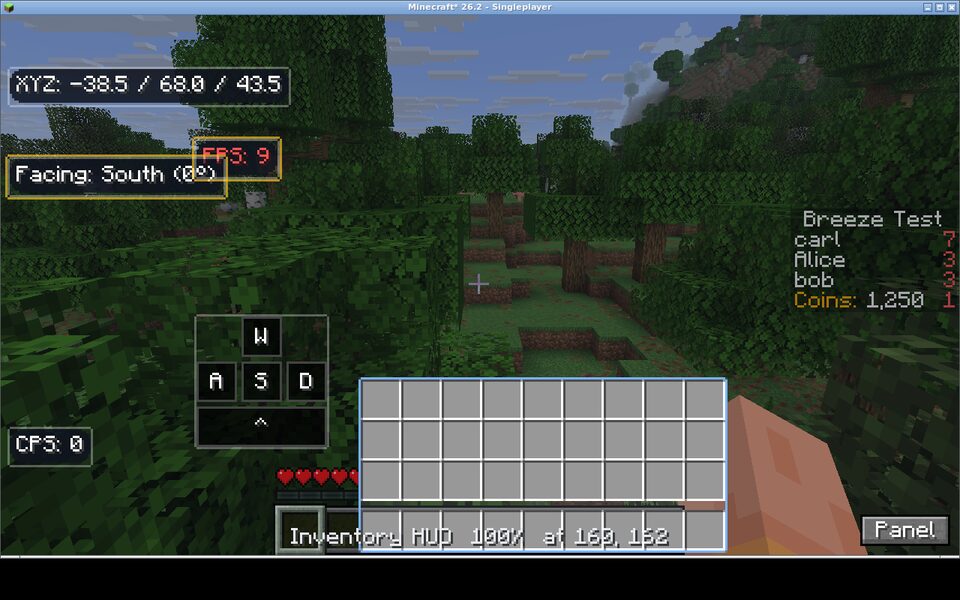 Minecraft* 26.2 - Singleplayer
XYZ: -38.5 / 68.0 / 43.5
FPS: 9
Facing: South (0°)
Breeze Test
carl 7
Alice 3
bob 3
Coins: 1,250 1
W
A S D
^
CPS: 0
Inventory HUD 100% at 160, 162
Panel